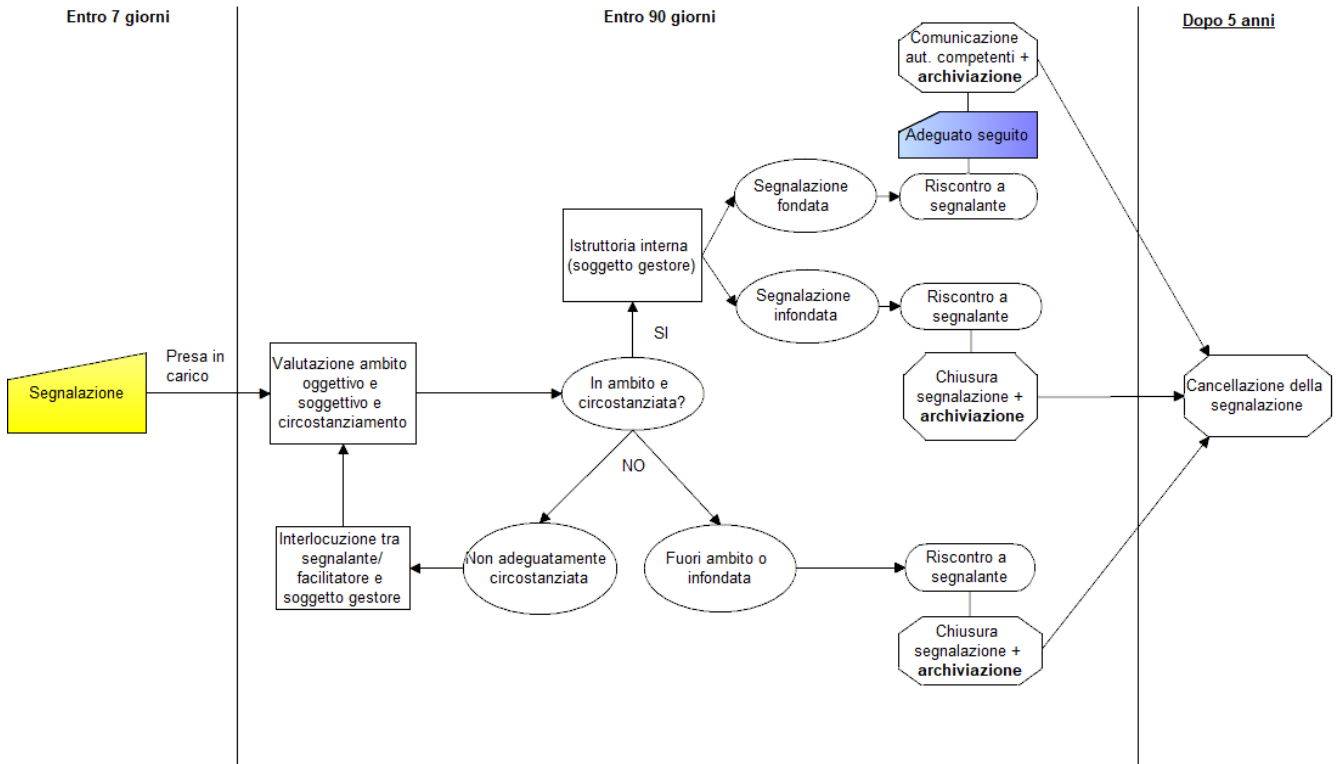 Entro 7 giorni
Entro 90 giorni
Dopo 5 anni
Comunicazione
aut. competenti +
archiviazione
Adeguato seguito
Segnalazione
fondata
Riscontro a
segnalante
Istruttoria interna
(soggetto gestore)
Segnalazione
infondata
Riscontro a
segnalante
SI
Presa in
carico
Segnalazione
Valutazione ambito
oggettivo e
soggettivo e
circostanziamento
In ambito e
circostanziata?
Chiusura
segnalazione +
archiviazione
Cancellazione della
segnalazione
NO
Interlocuzione tra
segnalante/
facilitatore e
soggetto gestore
Non adeguatamente
circostanziata
Fuori ambito o
infondata
Riscontro a
segnalante
Chiusura
segnalazione +
archiviazione